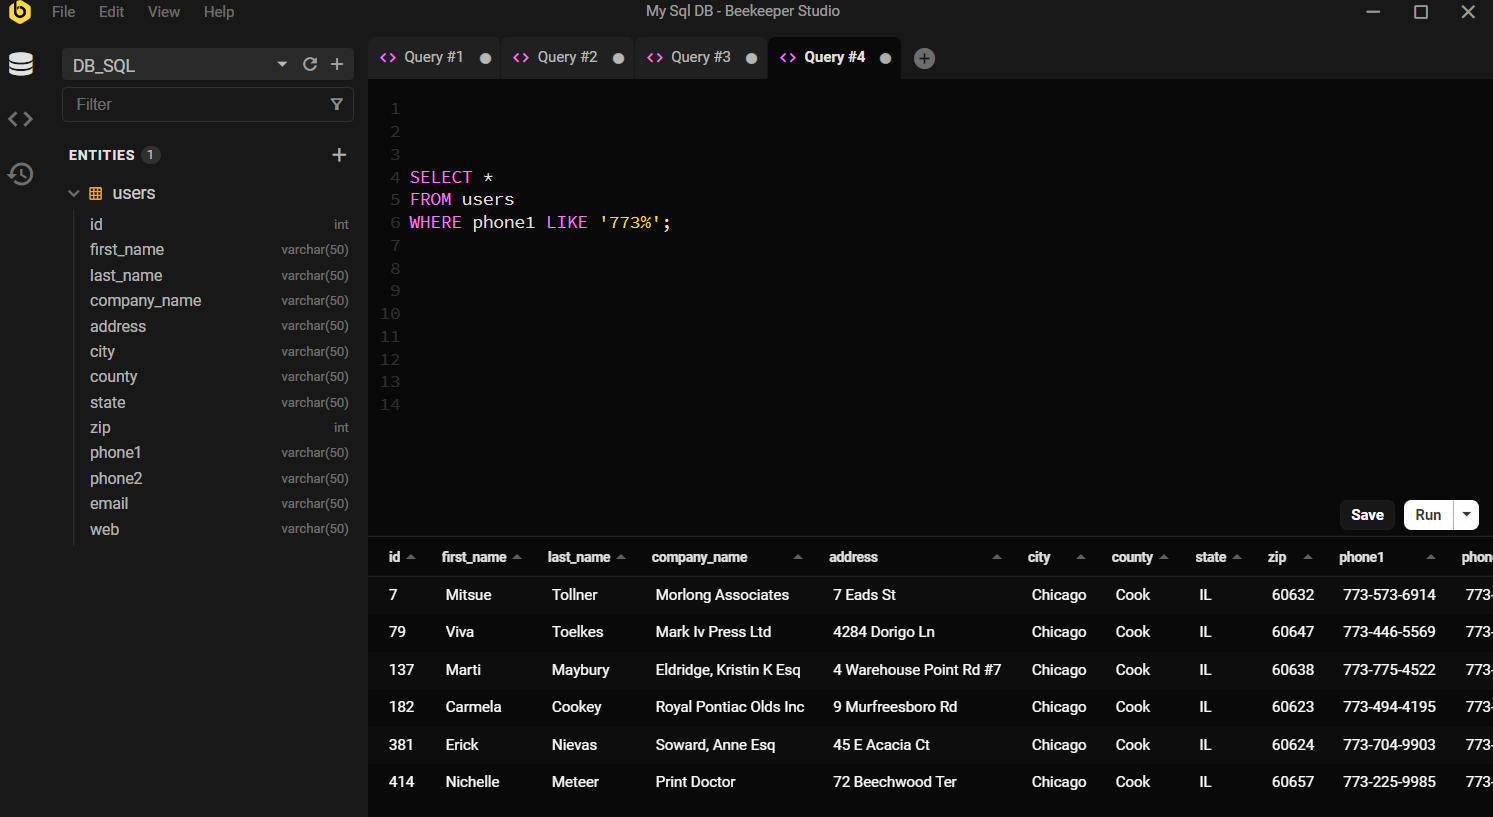 File Edit View Help
My Sql DB - Beekeeper Studio
DB_SQL
Filter
ENTITIES 1
users
id int
first_name varchar(50)
last_name varchar(50)
company_name varchar(50)
address varchar(50)
city varchar(50)
county varchar(50)
state varchar(50)
zip int
phone1 varchar(50)
phone2 varchar(50)
email varchar(50)
web varchar(50)
Query #1 Query #2 Query #3 Query #4
1
2
3
4 SELECT *
5 FROM users
6 WHERE phone1 LIKE '773%';
7
8
9
10
11
12
13
14
Save Run
id first_name last_name company_name address city county state zip phone1 phon
7 Mitsue Tollner Morlong Associates 7 Eads St Chicago Cook IL 60632 773-573-6914 773-
79 Viva Toelkes Mark Iv Press Ltd 4284 Dorigo Ln Chicago Cook IL 60647 773-446-5569 773-
137 Marti Maybury Eldridge, Kristin K Esq 4 Warehouse Point Rd #7 Chicago Cook IL 60638 773-775-4522 773-
182 Carmela Cookey Royal Pontiac Olds Inc 9 Murfreesboro Rd Chicago Cook IL 60623 773-494-4195 773-
381 Erick Nievas Soward, Anne Esq 45 E Acacia Ct Chicago Cook IL 60624 773-704-9903 773-
414 Nichelle Meteer Print Doctor 72 Beechwood Ter Chicago Cook IL 60657 773-225-9985 773-